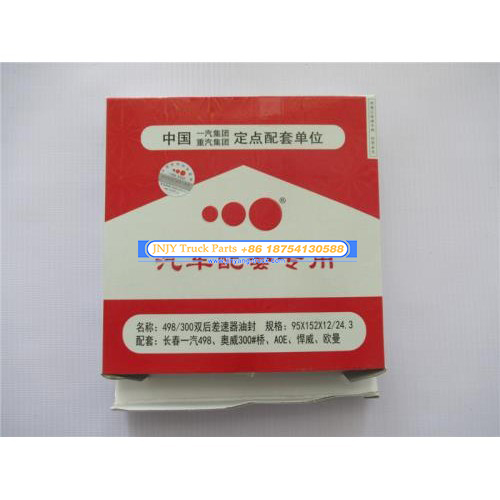 中国 一汽集团 重汽集团 定点配套单位
®
JNJY Truck Parts +86 18754130588
汽车配套专用
名称：498/300双后差速器油封 规格：95X152X12/24.3
配套：长春一汽498、奥威300#桥、AOE、悍威、欧曼